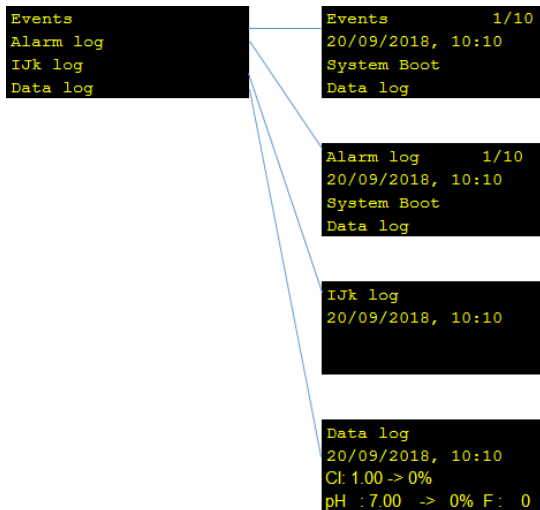 Events
Alarm log
IJk log
Data log
Events 1/10
20/09/2018, 10:10
System Boot
Data log
Alarm log 1/10
20/09/2018, 10:10
System Boot
Data log
IJk log
20/09/2018, 10:10
Data log
20/09/2018, 10:10
Cl: 1.00 -> 0%
pH : 7.00 -> 0% F : 0